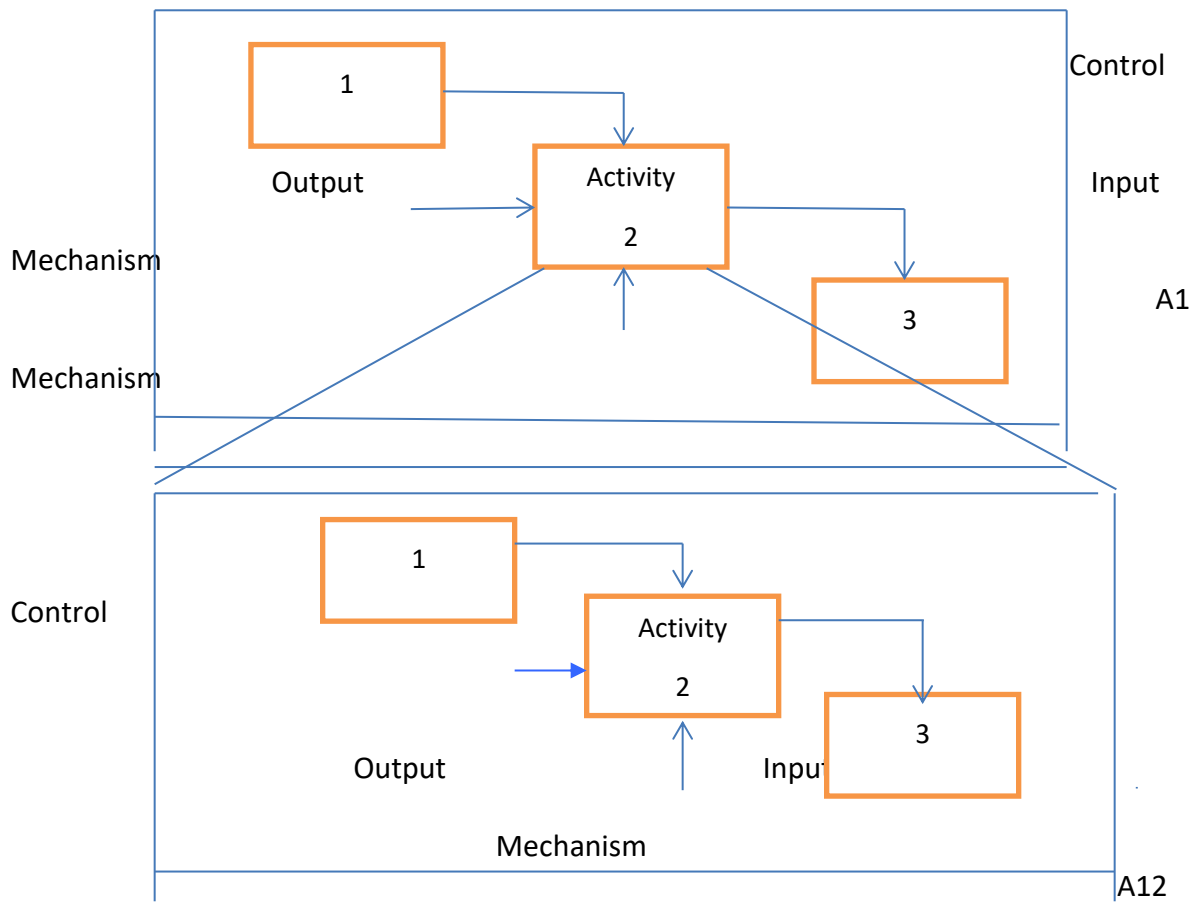 1
Control
Output
Activity
Input
2
Mechanism
A1
3
Mechanism
1
Control
Activity
2
3
Output
Input
Mechanism
A12